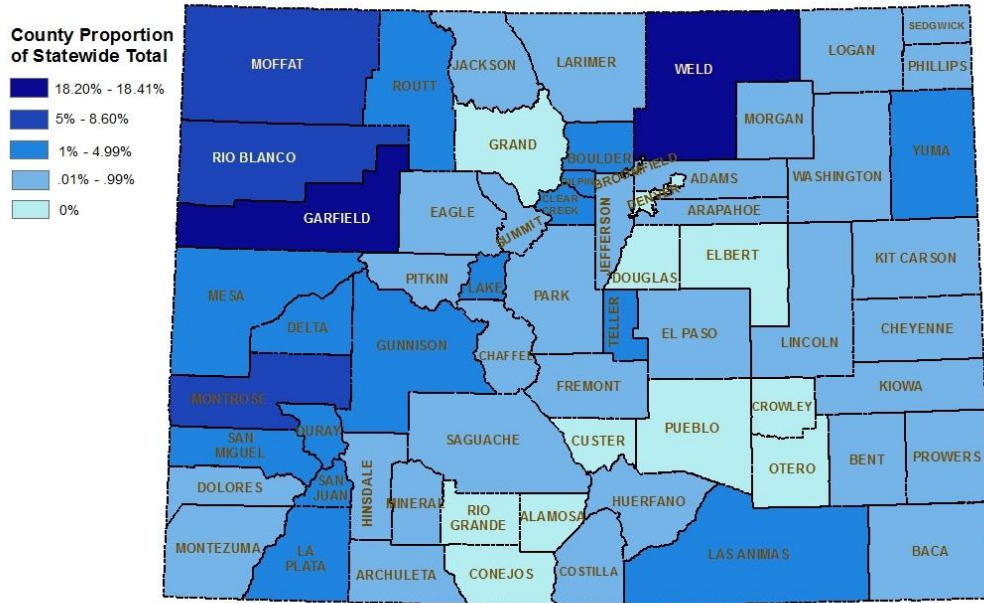 County Proportion
of Statewide Total
18.20% - 18.41%
5% - 8.60%
1% - 4.99%
.01% - .99%
0%
MOFFAT
ROUTT
JACKSON
LARIMER
WELD
LOGAN
SEDGWICK
PHILLIPS
MORGAN
GRAND
BOULDER
BROOMFIELD
RIO BLANCO
GILPIN
CLEAR
CREEK
DENVER
ADAMS
WASHINGTON
YUMA
ARAPAHOE
GARFIELD
EAGLE
SUMMIT
JEFFERSON
DOUGLAS
ELBERT
KIT CARSON
PITKIN
LAKE
PARK
MESA
DELTA
TELLER
EL PASO
LINCOLN
CHEYENNE
GUNNISON
CHAFFEE
FREMONT
KIOWA
MONTROSE
CROWLEY
OURAY
SAGUACHE
CUSTER
PUEBLO
SAN
MIGUEL
OTERO
BENT
PROWERS
DOLORES
SAN
JUAN
HINSDALE
MINERAL
RIO
GRANDE
ALAMOSA
HUERFANO
MONTEZUMA
LA
PLATA
ARCHULETA
CONEJOS
COSTILLA
LAS ANIMAS
BACA